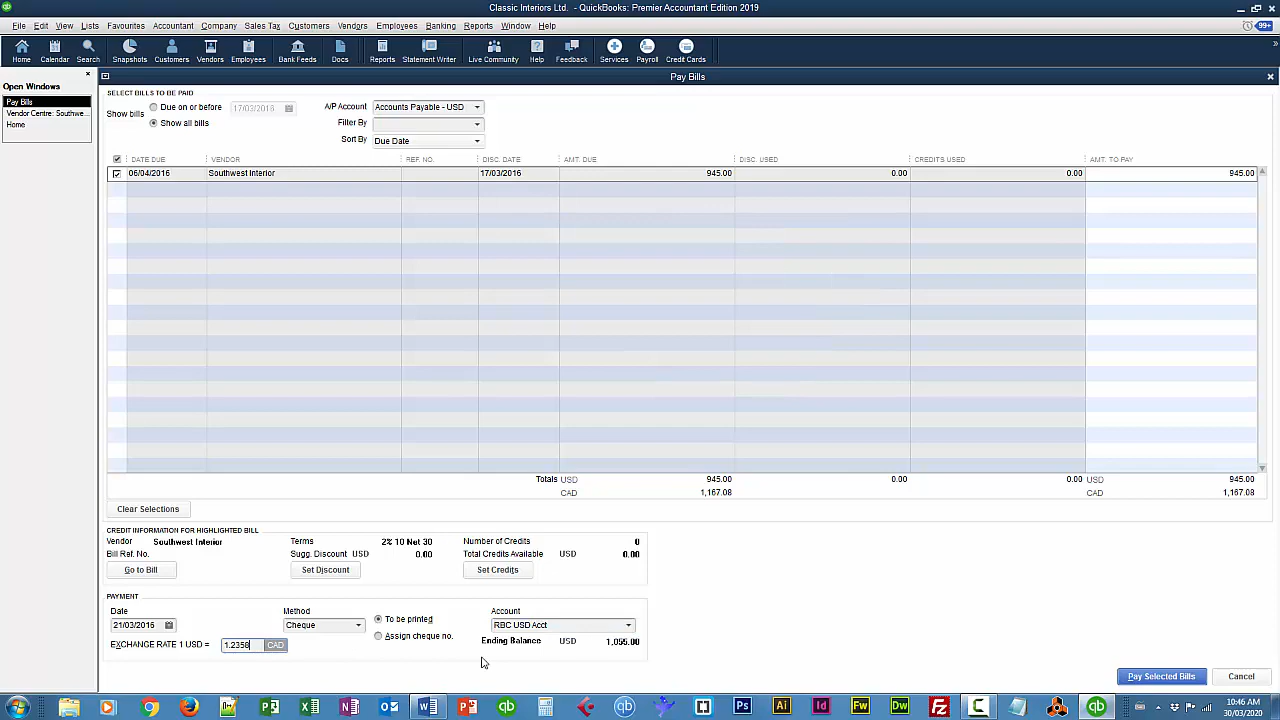 Classic Interiors Ltd. - QuickBooks: Premier Accountant Edition 2019
File Edit View Lists Favourites Accountant Company Sales Tax Customers Vendors Employees Banking Reports Window Help 99+
Home Calendar Search Snapshots Customers Vendors Employees Bank Feeds Docs Reports Statement Writer Live Community Help Feedback Services Payroll Credit Cards
Open Windows
Pay Bills
Vendor Centre: Southwe...
Home
Pay Bills
SELECT BILLS TO BE PAID
Show bills
Due on or before 17/03/2016
Show all bills
A/P Account Accounts Payable - USD
Filter By
Sort By Due Date
DATE DUE VENDOR REF. NO. DISC. DATE AMT. DUE DISC. USED CREDITS USED AMT. TO PAY
06/04/2016 Southwest Interior 17/03/2016 945.00 0.00 0.00 945.00
Totals USD 945.00 0.00 0.00 USD 945.00
CAD 1,167.08 CAD 1,167.08
Clear Selections
CREDIT INFORMATION FOR HIGHLIGHTED BILL
Vendor Southwest Interior Terms 2% 10 Net 30 Number of Credits 0
Bill Ref. No. Sugg. Discount USD 0.00 Total Credits Available USD 0.00
Go to Bill Set Discount Set Credits
PAYMENT
Date Method To be printed Account
21/03/2016 Cheque Assign cheque no. RBC USD Acct
EXCHANGE RATE 1 USD = 1.2358 CAD Ending Balance USD 1,055.00
Pay Selected Bills Cancel
10:46 AM
30/03/2020